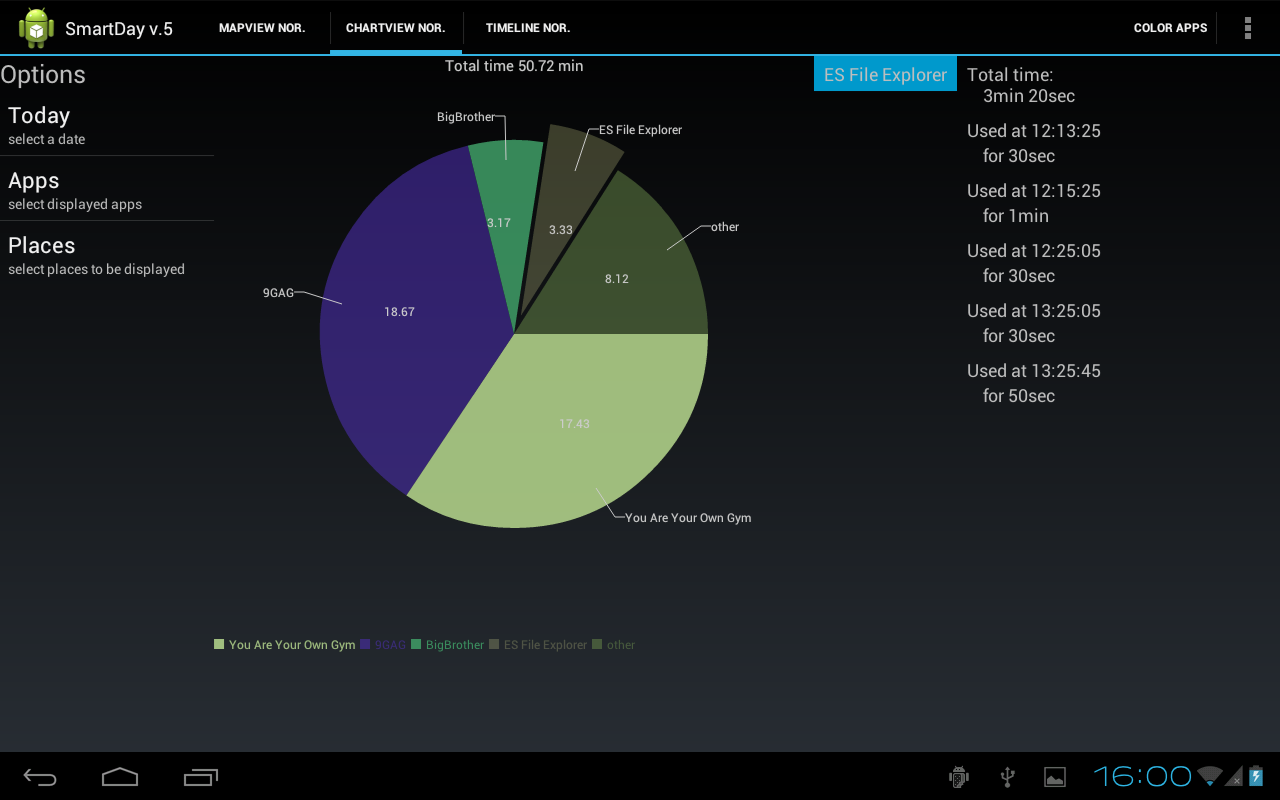 SmartDay v.5
MAPVIEW NOR.
CHARTVIEW NOR.
TIMELINE NOR.
COLOR APPS
Options
Today
select a date
Apps
select displayed apps
Places
select places to be displayed
Total time 50.72 min
BigBrother
ES File Explorer
other
9GAG
You Are Your Own Gym
3.17
3.33
8.12
18.67
17.43
You Are Your Own Gym 9GAG BigBrother ES File Explorer other
ES File Explorer
Total time:
3min 20sec
Used at 12:13:25
for 30sec
Used at 12:15:25
for 1min
Used at 12:25:05
for 30sec
Used at 13:25:05
for 30sec
Used at 13:25:45
for 50sec
16:00